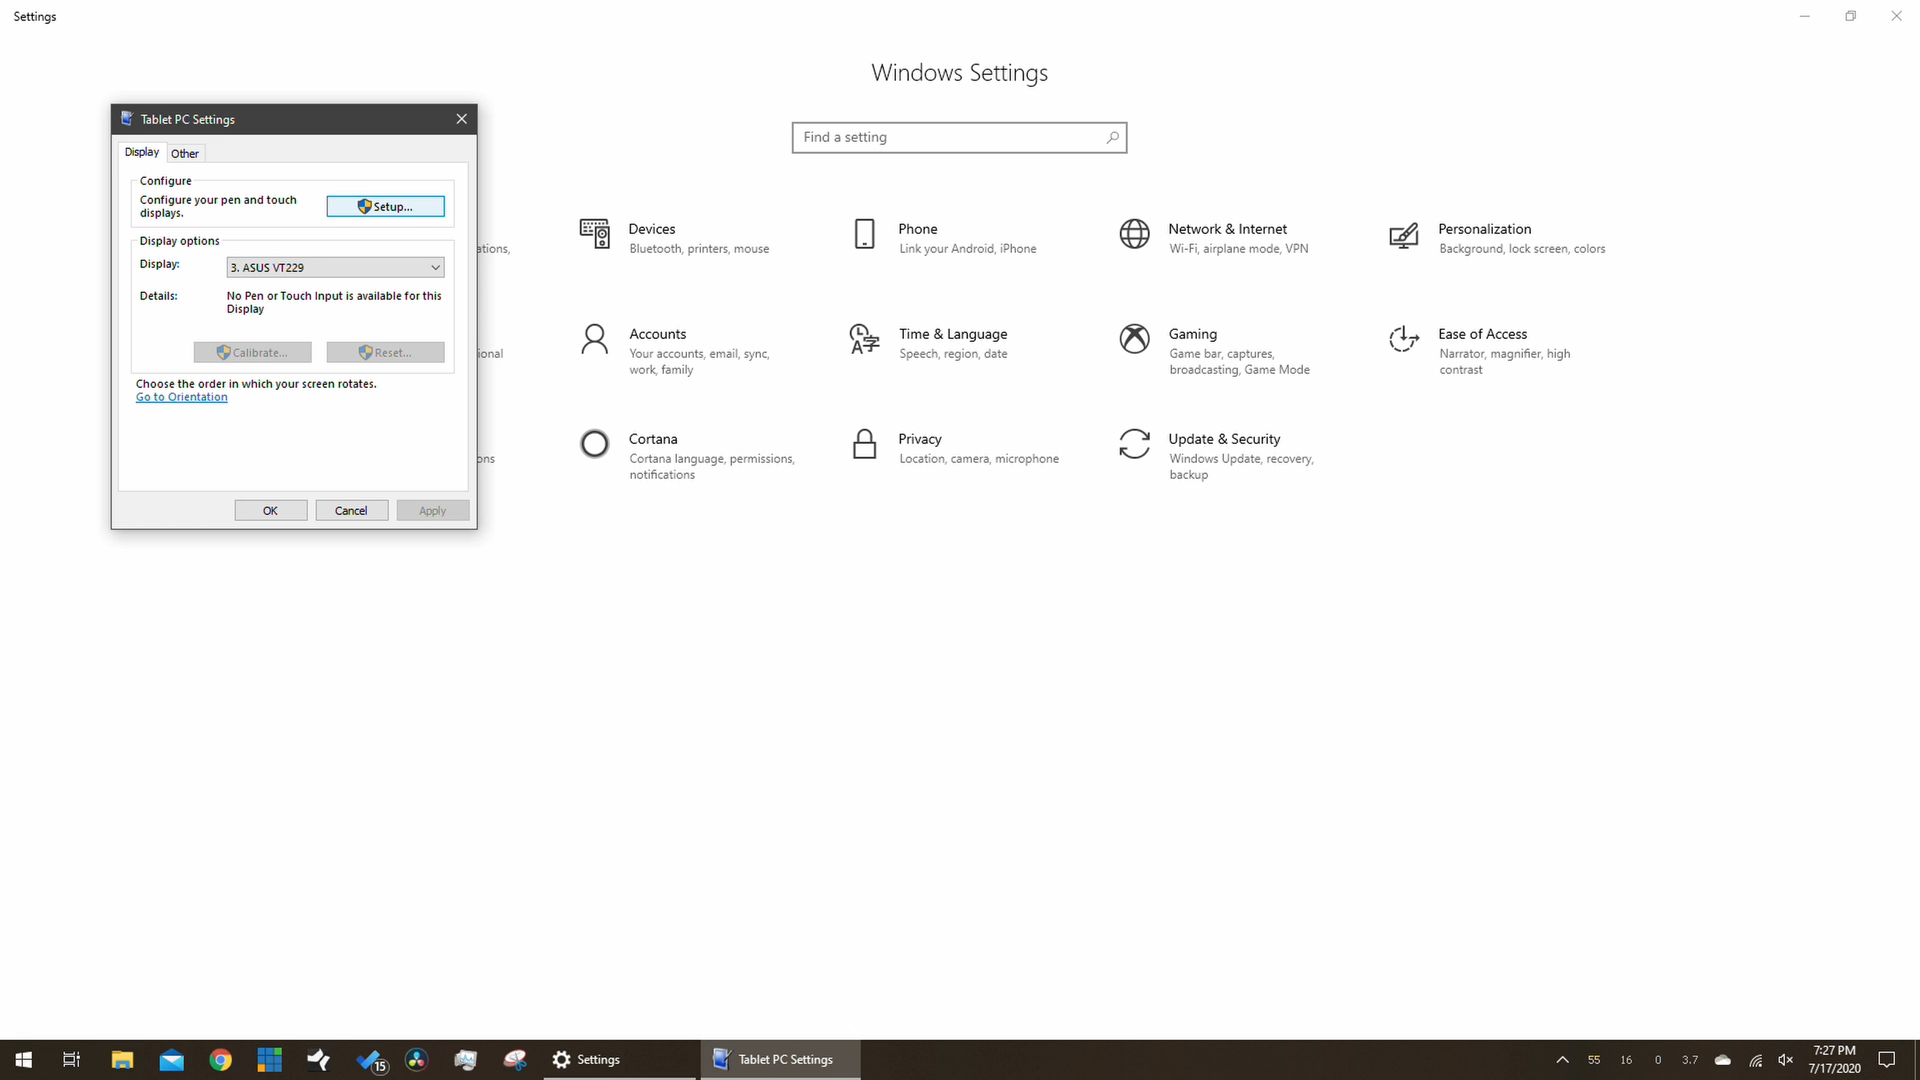 Settings
Windows Settings
Find a setting
Tablet PC Settings
Display
Other
Configure
Configure your pen and touch
displays.
Setup...
Display options
Display:
3. ASUS VT229
Details:
No Pen or Touch Input is available for this
Display
Calibrate...
Reset...
Choose the order in which your screen rotates.
Go to Orientation
OK
Cancel
Apply
ations,
Devices
Bluetooth, printers, mouse
Phone
Link your Android, iPhone
Network & Internet
Wi-Fi, airplane mode, VPN
Personalization
Background, lock screen, colors
ional
Accounts
Your accounts, email, sync,
work, family
Time & Language
Speech, region, date
Gaming
Game bar, captures,
broadcasting, Game Mode
Ease of Access
Narrator, magnifier, high
contrast
ons
Cortana
Cortana language, permissions,
notifications
Privacy
Location, camera, microphone
Update & Security
Windows Update, recovery,
backup
15
Settings
Tablet PC Settings
55
16
0
3.7
7:27 PM
7/17/2020